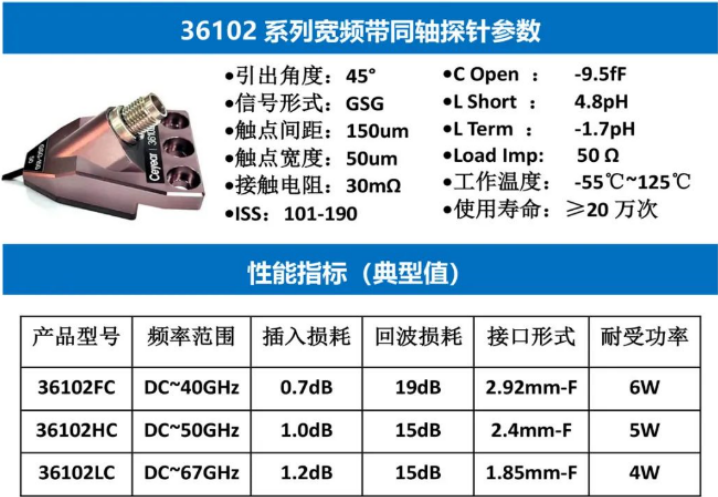 36102 系列宽频带同轴探针参数
Ceyear 36102
•引出角度：45°
•信号形式：GSG
•触点间距：150um
•触点宽度：50um
•接触电阻：30mΩ
•ISS：101-190
•C Open ： -9.5fF
•L Short ： 4.8pH
•L Term ： -1.7pH
•Load Imp: 50 Ω
•工作温度： -55℃~125℃
•使用寿命：≥20 万次
性能指标（典型值）
产品型号 频率范围 插入损耗 回波损耗 接口形式 耐受功率
36102FC DC~40GHz 0.7dB 19dB 2.92mm-F 6W
36102HC DC~50GHz 1.0dB 15dB 2.4mm-F 5W
36102LC DC~67GHz 1.2dB 15dB 1.85mm-F 4W